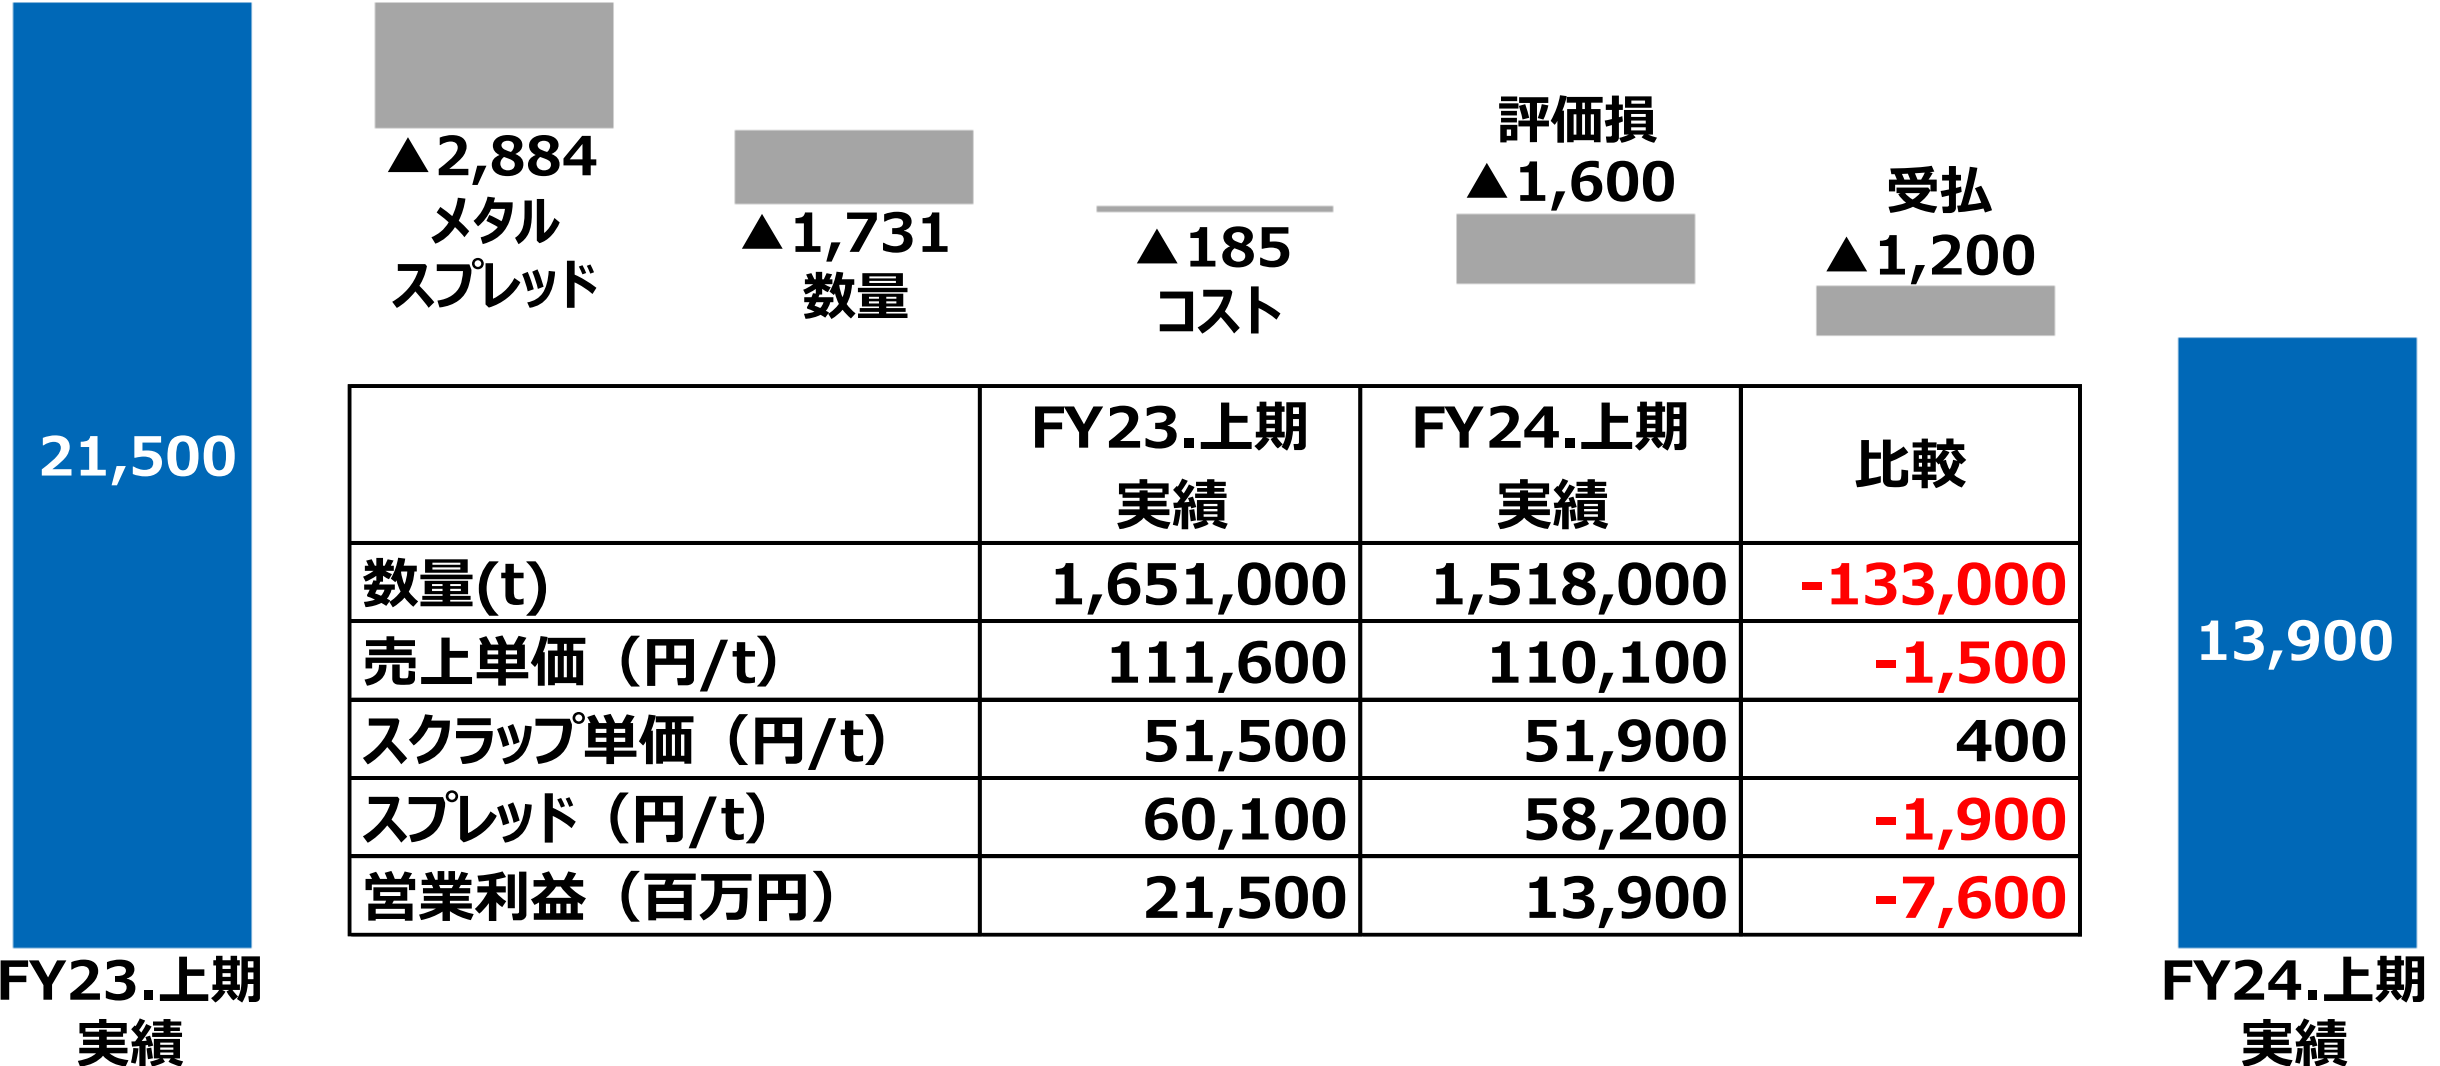 21,500
FY23.上期
実績
▲2,884
メタル
スプレッド
▲1,731
数量
▲185
コスト
評価損
▲1,600
受払
▲1,200
13,900
FY24.上期
実績
FY23.上期
実績
FY24.上期
実績
比較
数量(t) 1,651,000 1,518,000 -133,000
売上単価（円/t） 111,600 110,100 -1,500
スクラップ単価（円/t） 51,500 51,900 400
スプレッド（円/t） 60,100 58,200 -1,900
営業利益（百万円） 21,500 13,900 -7,600